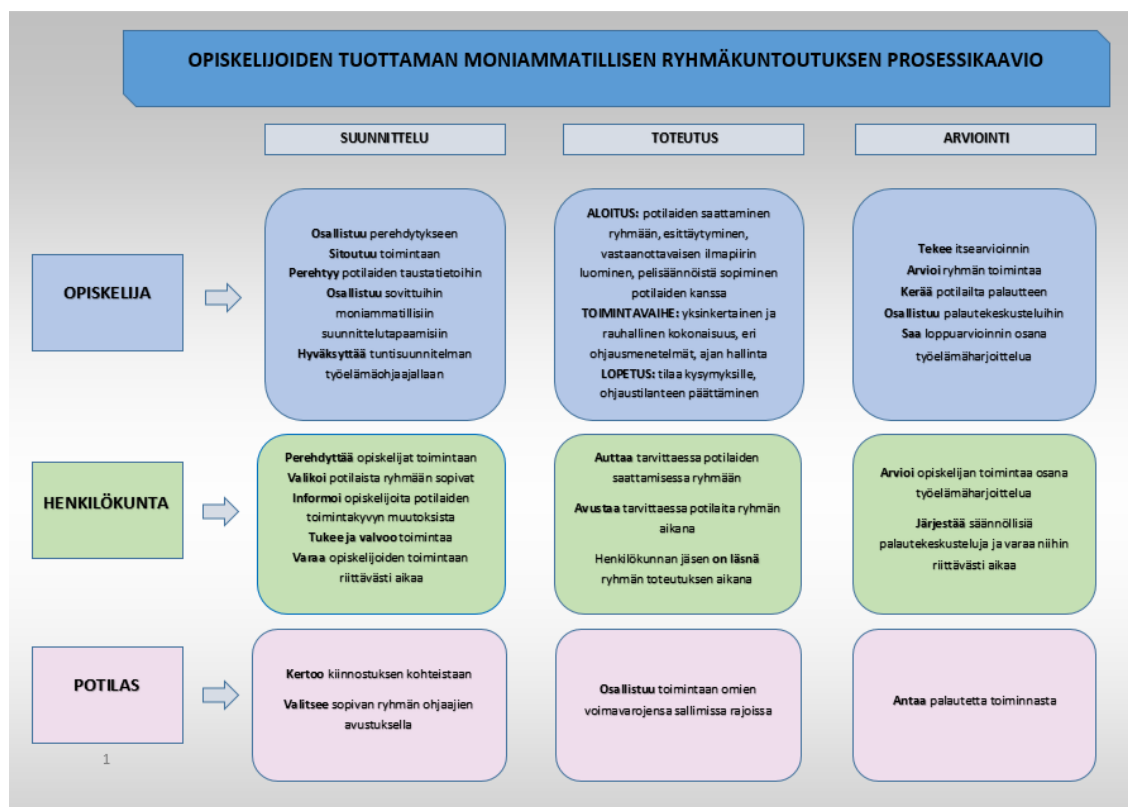 OPISKELIJOIDEN TUOTTAMAN MONIAMMATILLISEN RYHMÄKUNTOUTUKSEN PROSESSIKAAVIO
SUUNNITTELU
TOTEUTUS
ARVIOINTI
OPISKELIJA
Osallistuu perehdytykseen
Sitoutuu toimintaan
Perehtyy potilaiden taustatietoihin
Osallistuu sovittuihin
moniammatillisiin
suunnittelutapaamisiin
Hyväksyttää tuntisuunnitelman
työelämäohjaajallaan
ALOITUS: potilaiden saattaminen
ryhmään, esittäytyminen,
vastaanottavaisen ilmapiirin
luominen, pelisäännöistä sopiminen
potilaiden kanssa
TOIMINTAVAIHE: yksinkertainen ja
rauhallinen kokonaisuus, eri
ohjausmenetelmät, ajan hallinta
LOPETUS: tilaa kysymyksille,
ohjaustilanteen päättäminen
Tekee itsearvioinnin
Arvioi ryhmän toimintaa
Kerää potilailta palautteen
Osallistuu palautekeskusteluihin
Saa loppuarvioinnin osana
työelämäharjoittelua
HENKILÖKUNTA
Perehdyttää opiskelijat toimintaan
Valikoi potilaista ryhmään sopivat
Informoi opiskelijoita potilaiden
toimintakyvyn muutoksista
Tukee ja valvoo toimintaa
Varaa opiskelijoiden toimintaan
riittävästi aikaa
Auttaa tarvittaessa potilaiden
saattamisessa ryhmään
Avustaa tarvittaessa potilaita ryhmän
aikana
Henkilökunnan jäsen on läsnä
ryhmän toteutuksen aikana
Arvioi opiskelijan toimintaa osana
työelämäharjoittelua
Järjestää säännöllisiä
palautekeskusteluja ja varaa niihin
riittävästi aikaa
POTILAS
Kertoo kiinnostuksen kohteistaan
Valitsee sopivan ryhmän ohjaajien
avustuksella
Osallistuu toimintaan omien
voimavarojensa sallimissa rajoissa
Antaa palautetta toiminnasta
1